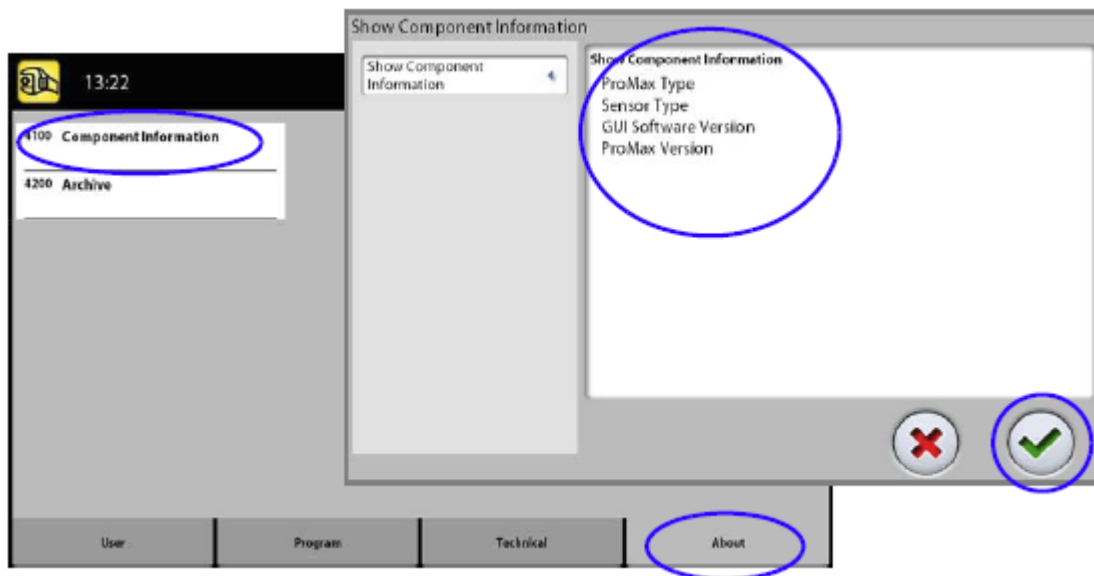 Show Component Information
Show Component
Information
Show Component Information
ProMax Type
Sensor Type
GUI Software Version
ProMax Version
13:22
4100 Component Information
4200 Archive
User
Program
Technical
About